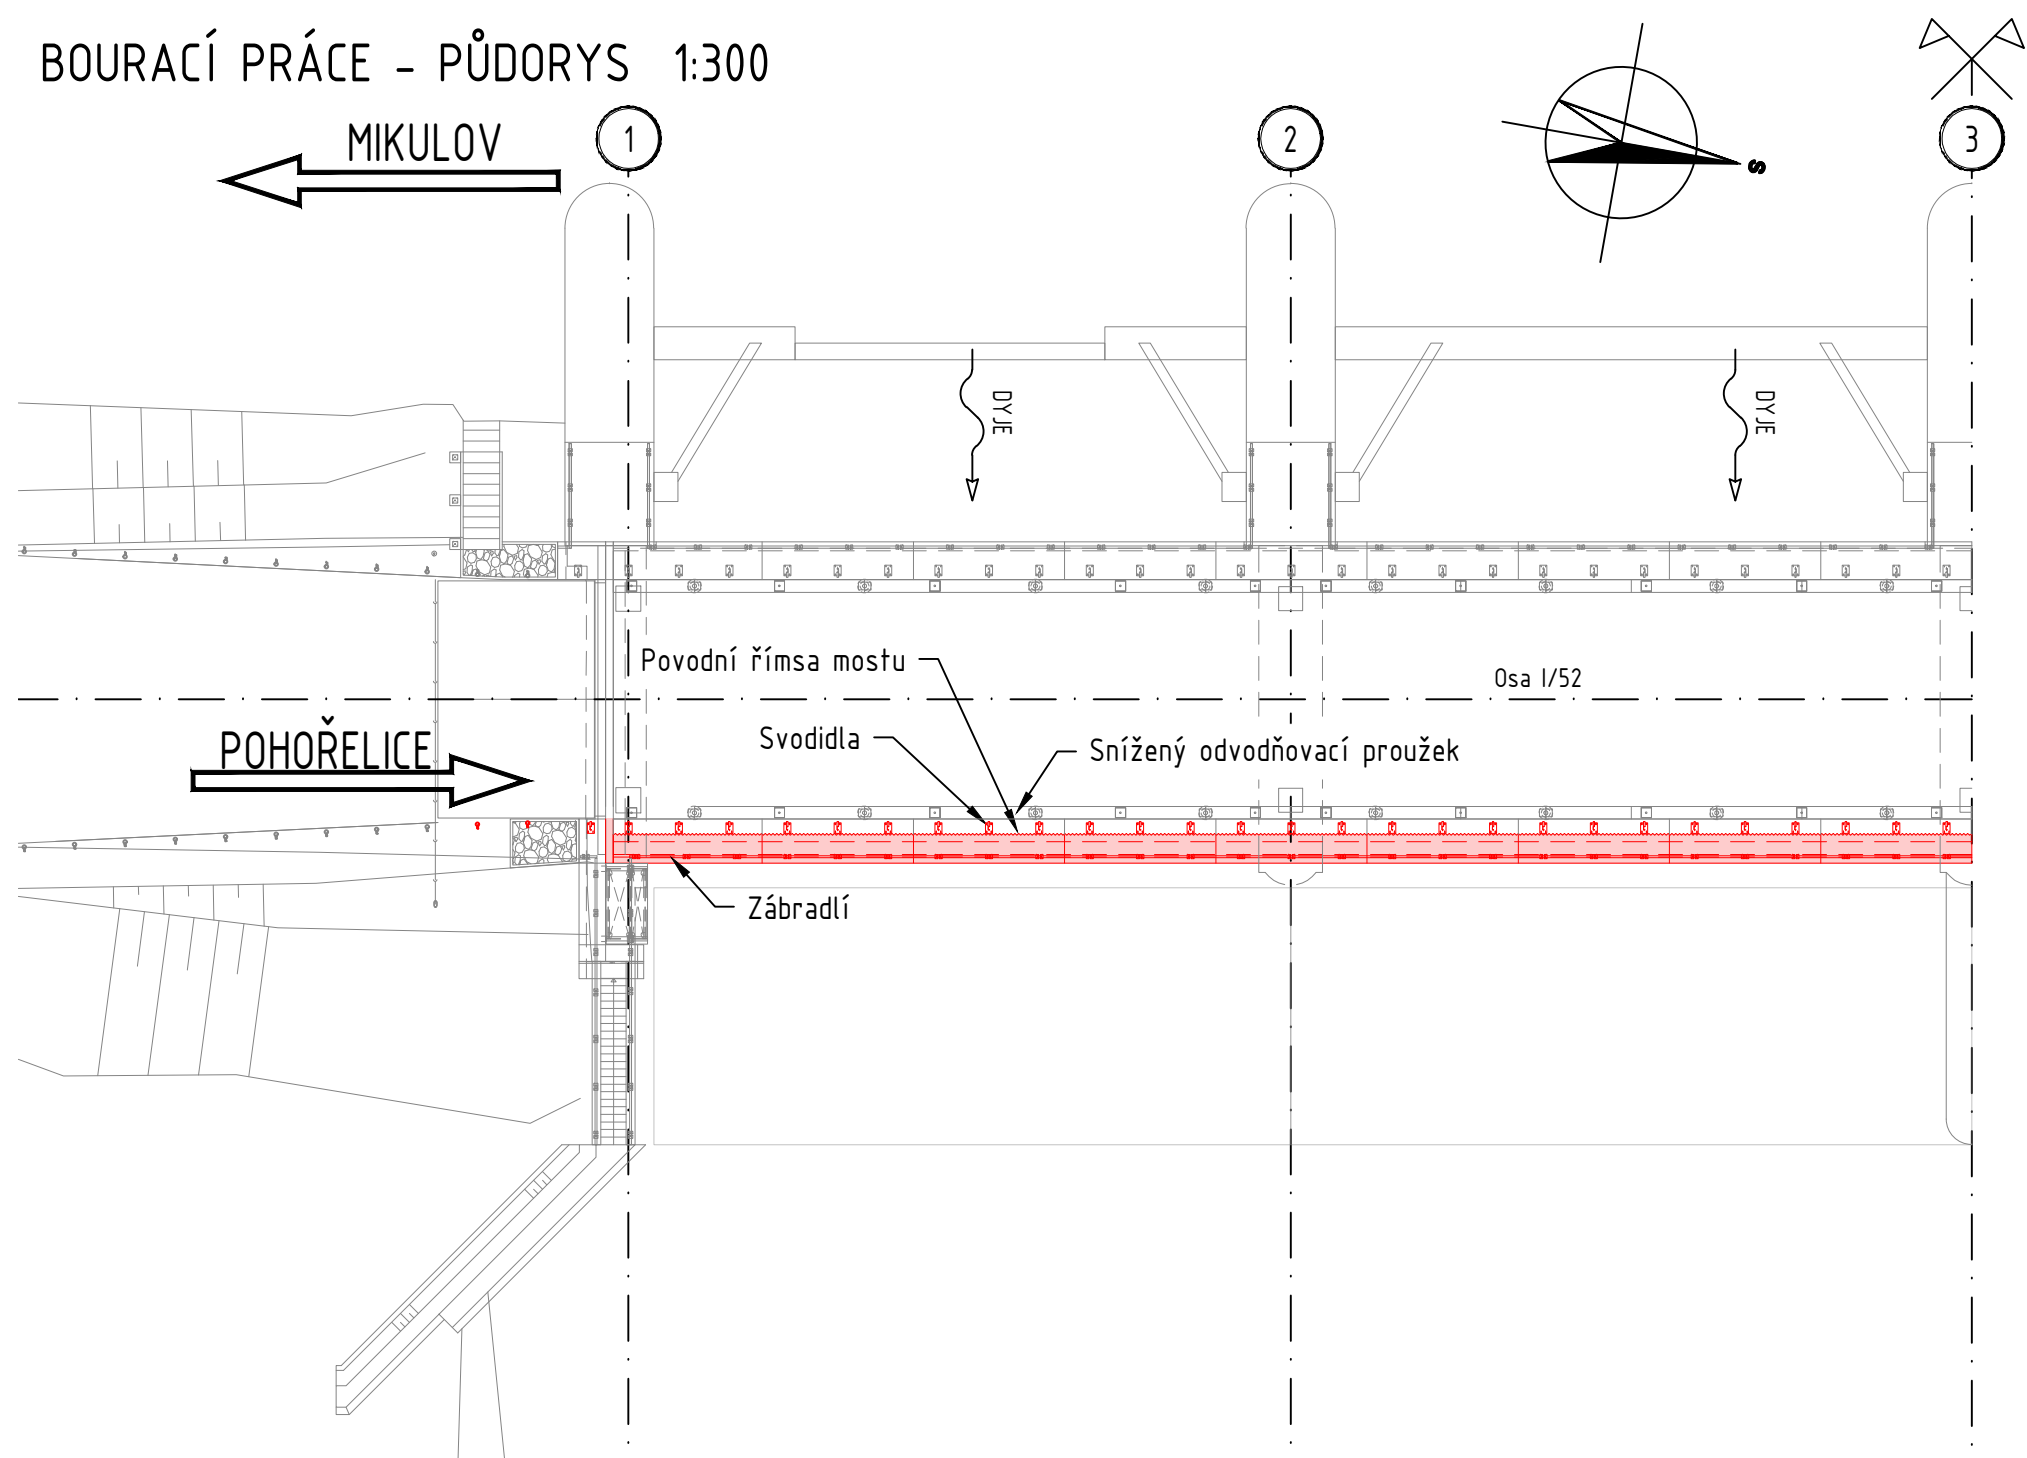 BOURACÍ PRÁCE - PŮDORYS 1:300
MIKULOV
1
2
3
S
DYJE
DYJE
Povodní římsa mostu
Osa I/52
Svodidla
Snížený odvodňovací proužek
POHOŘELICE
Zábradlí